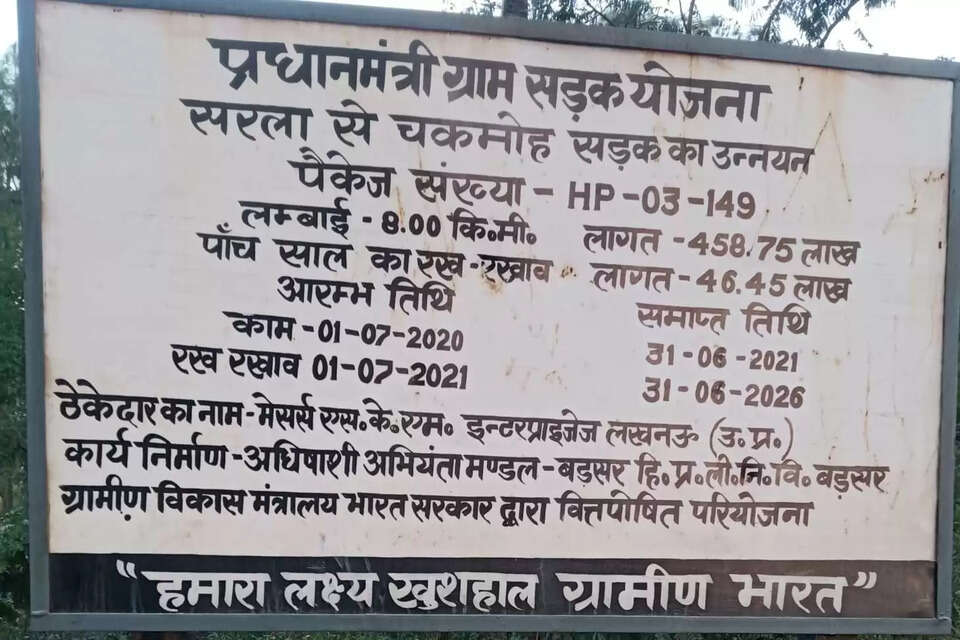 प्रधानमंत्री ग्राम सड़क योजना
सरला से चकमोह सड़क का उन्नयन
पैकेज संख्या - HP-03-149
लम्बाई - 8.00 कि॰मी॰ लागत -458.75 लाख
पाँच साल का रख-रखाव लागत-46.45 लाख
आरम्भ तिथि समाप्त तिथि
काम -01-07-2020 31-06-2021
रख रखाव 01-07-2021 31-06-2026
ठेकेदार का नाम-मेसर्स एस॰के॰एम॰ इन्टरप्राइजेज लखनऊ (उ॰प्र॰)
कार्य निर्माण -अधिषाशी अभियंता मण्डल-बड़सर हि॰प्र॰लो॰नि॰वि॰ बड़सर
ग्रामीण विकास मंत्रालय भारत सरकार द्वारा वित्तपोषित परियोजना
"हमारा लक्ष्य खुशहाल ग्रामीण भारत"